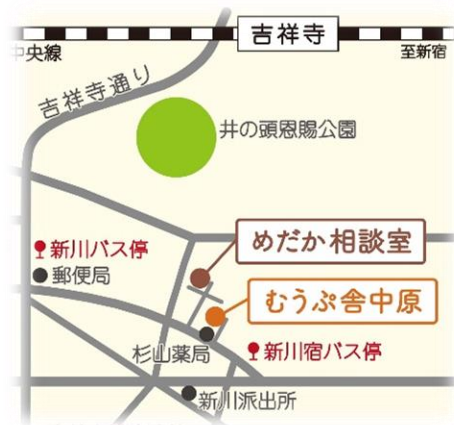 吉祥寺
中央線
至新宿
吉祥寺通り
井の頭恩賜公園
めだか相談室
新川バス停
郵便局
むうぷ舎中原
杉山薬局
新川宿バス停
新川派出所